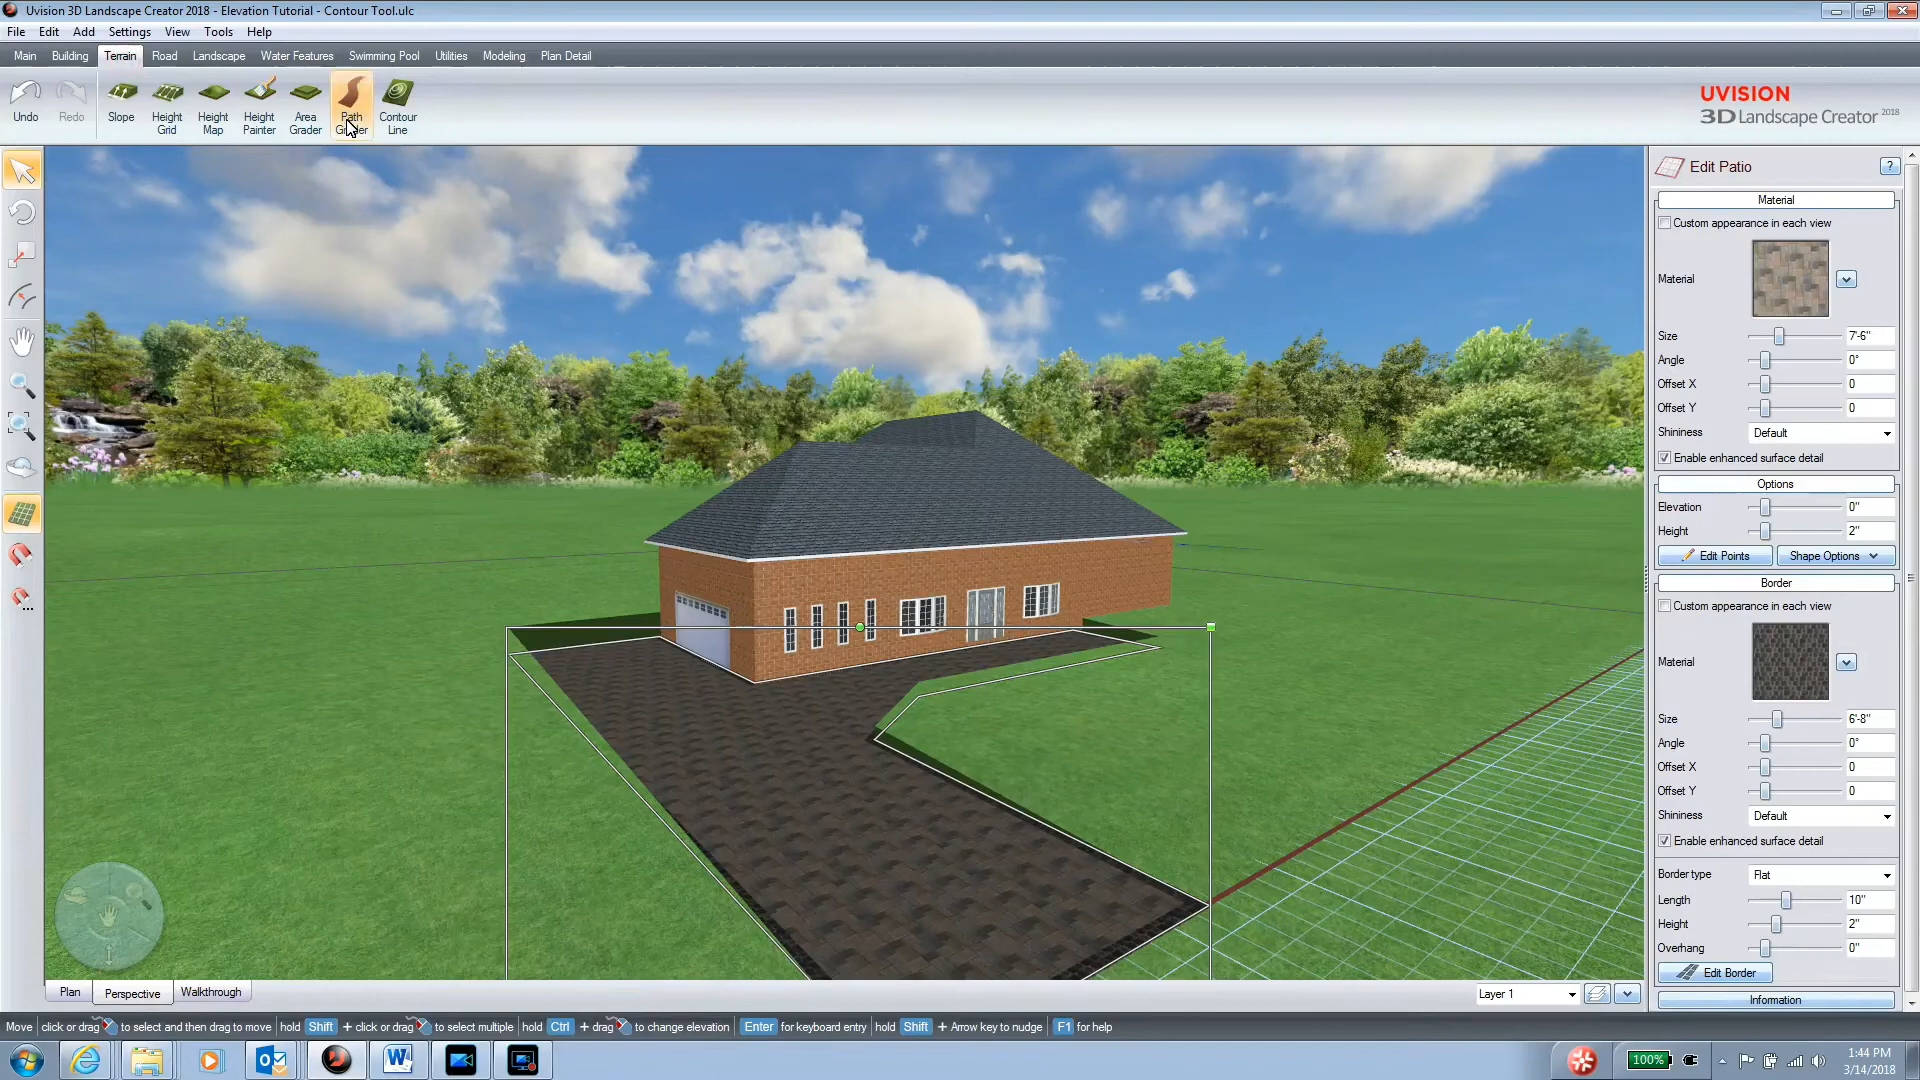 Uvision 3D Landscape Creator 2018 - Elevation Tutorial - Contour Tool.ulc
File Edit Add Settings View Tools Help
Main Building Terrain Road Landscape Water Features Swimming Pool Utilities Modeling Plan Detail
Undo Redo Slope Height Grid Height Map Height Painter Area Grader Path Grader Contour Line
UVISION
3D Landscape Creator 2018
Edit Patio ?
Material
Custom appearance in each view
Material
Size 7'-6"
Angle 0°
Offset X 0
Offset Y 0
Shininess Default
Enable enhanced surface detail
Options
Elevation 0"
Height 2"
Edit Points Shape Options
Border
Custom appearance in each view
Material
Size 6'-8"
Angle 0°
Offset X 0
Offset Y 0
Shininess Default
Enable enhanced surface detail
Border type Flat
Length 10"
Height 2"
Overhang 0"
Edit Border
Information
Plan Perspective Walkthrough
Layer 1
Move click or drag to select and then drag to move hold Shift + click or drag to select multiple hold Ctrl + drag to change elevation Enter for keyboard entry hold Shift + Arrow key to nudge F1 for help
100%
1:44 PM
3/14/2018